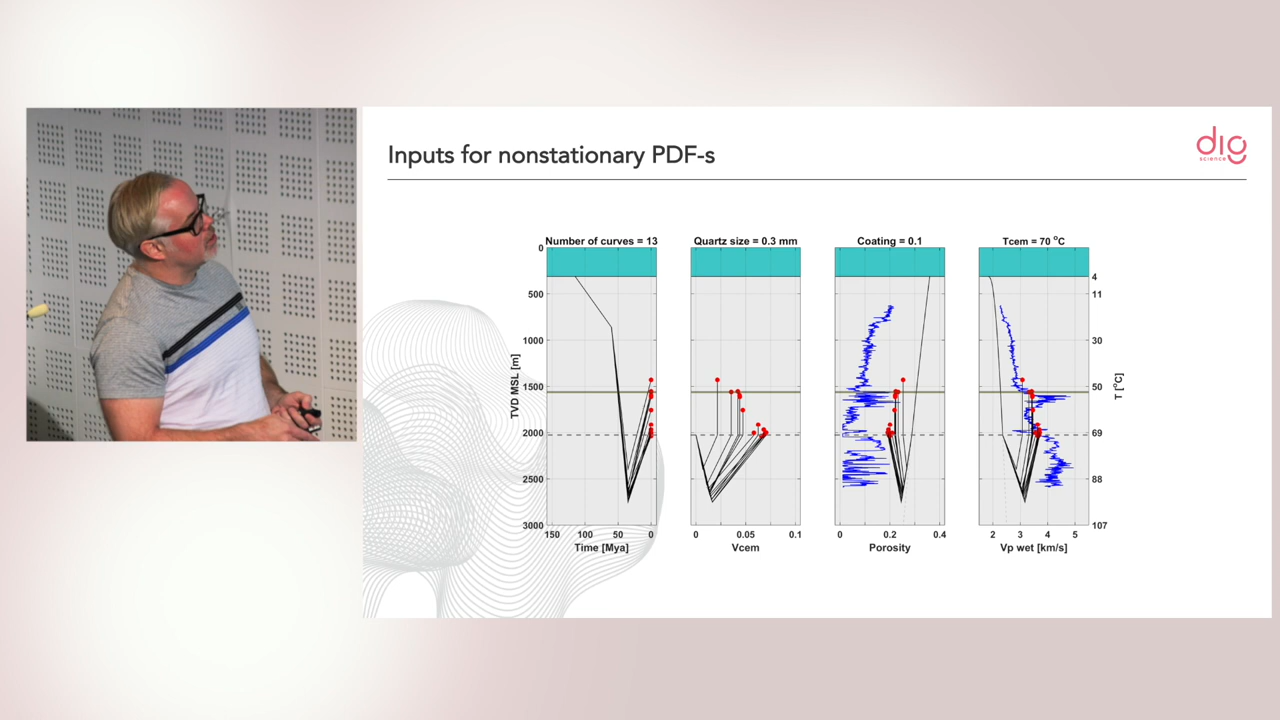 Inputs for nonstationary PDF-s
dig
science
Number of curves = 13
Quartz size = 0.3 mm
Coating = 0.1
Tcem = 70 °C
TVD MSL [m]
0
500
1000
1500
2000
2500
3000
150 100 50 0
Time [Mya]
0 0.05 0.1
Vcem
0 0.2 0.4
Porosity
2 3 4 5
Vp wet [km/s]
4
11
30
50
69
88
107
T [°C]